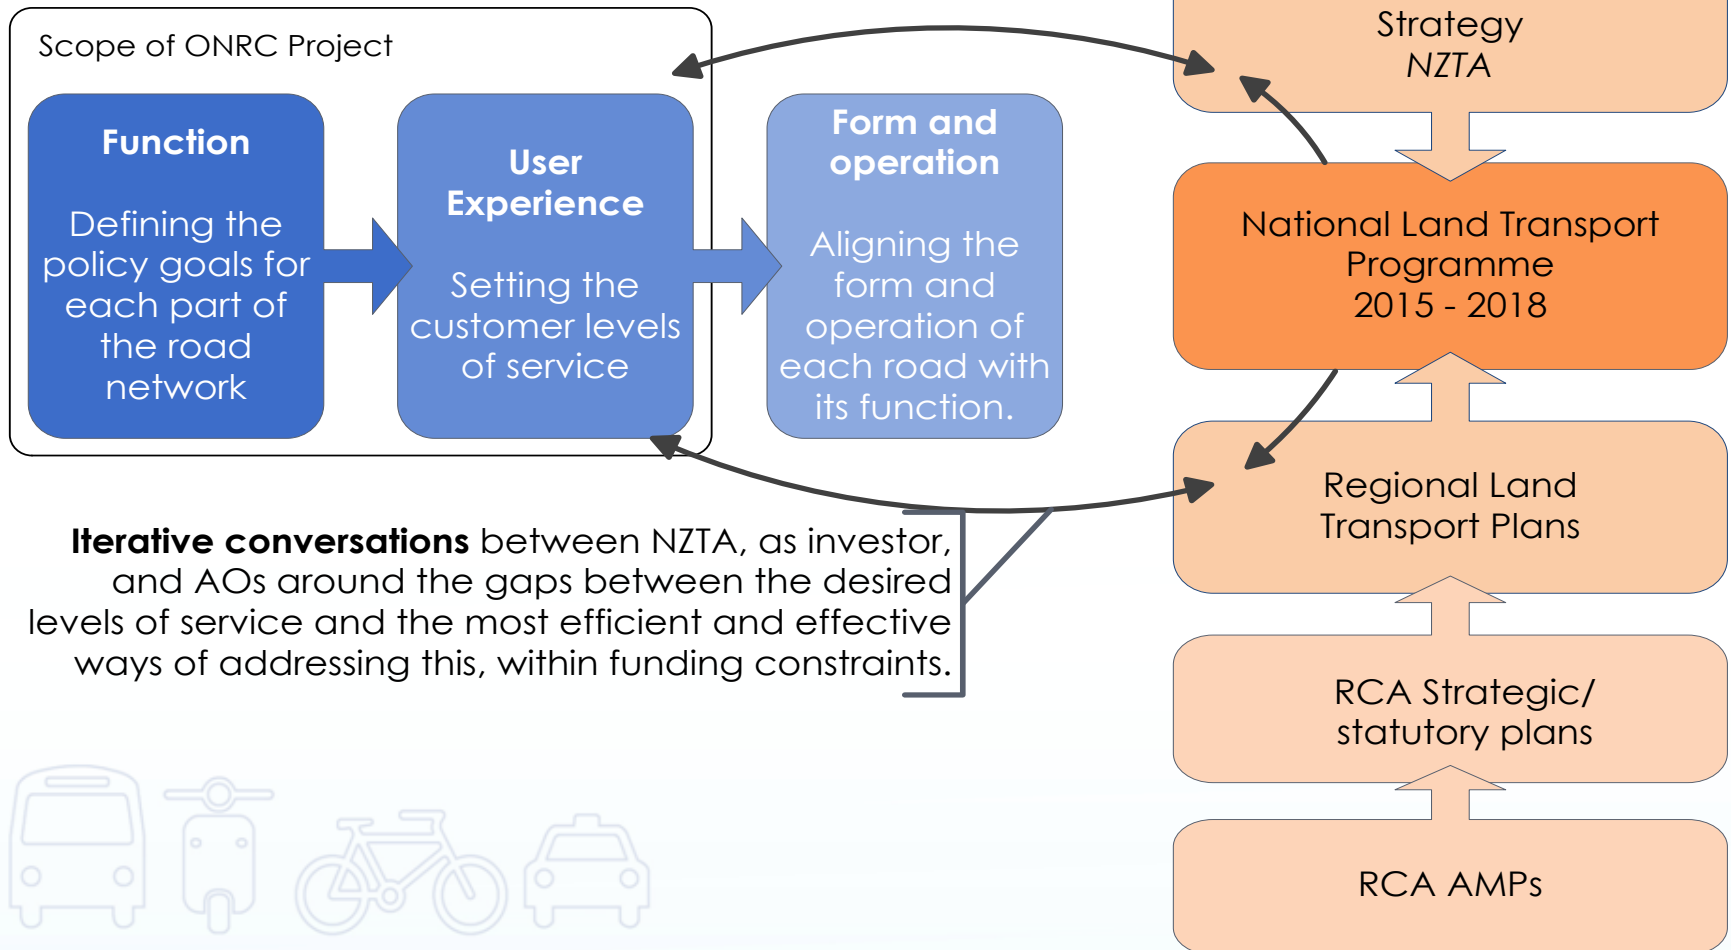 Scope of ONRC Project
Function
Defining the
policy goals for
each part of
the road
network
User
Experience
Setting the
customer levels
of service
Form and
operation
Aligning the
form and
operation of
each road with
its function.
Iterative conversations between NZTA, as investor,
and AOs around the gaps between the desired
levels of service and the most efficient and effective
ways of addressing this, within funding constraints.
Strategy
NZTA
National Land Transport
Programme
2015 - 2018
Regional Land
Transport Plans
RCA Strategic/
statutory plans
RCA AMPs